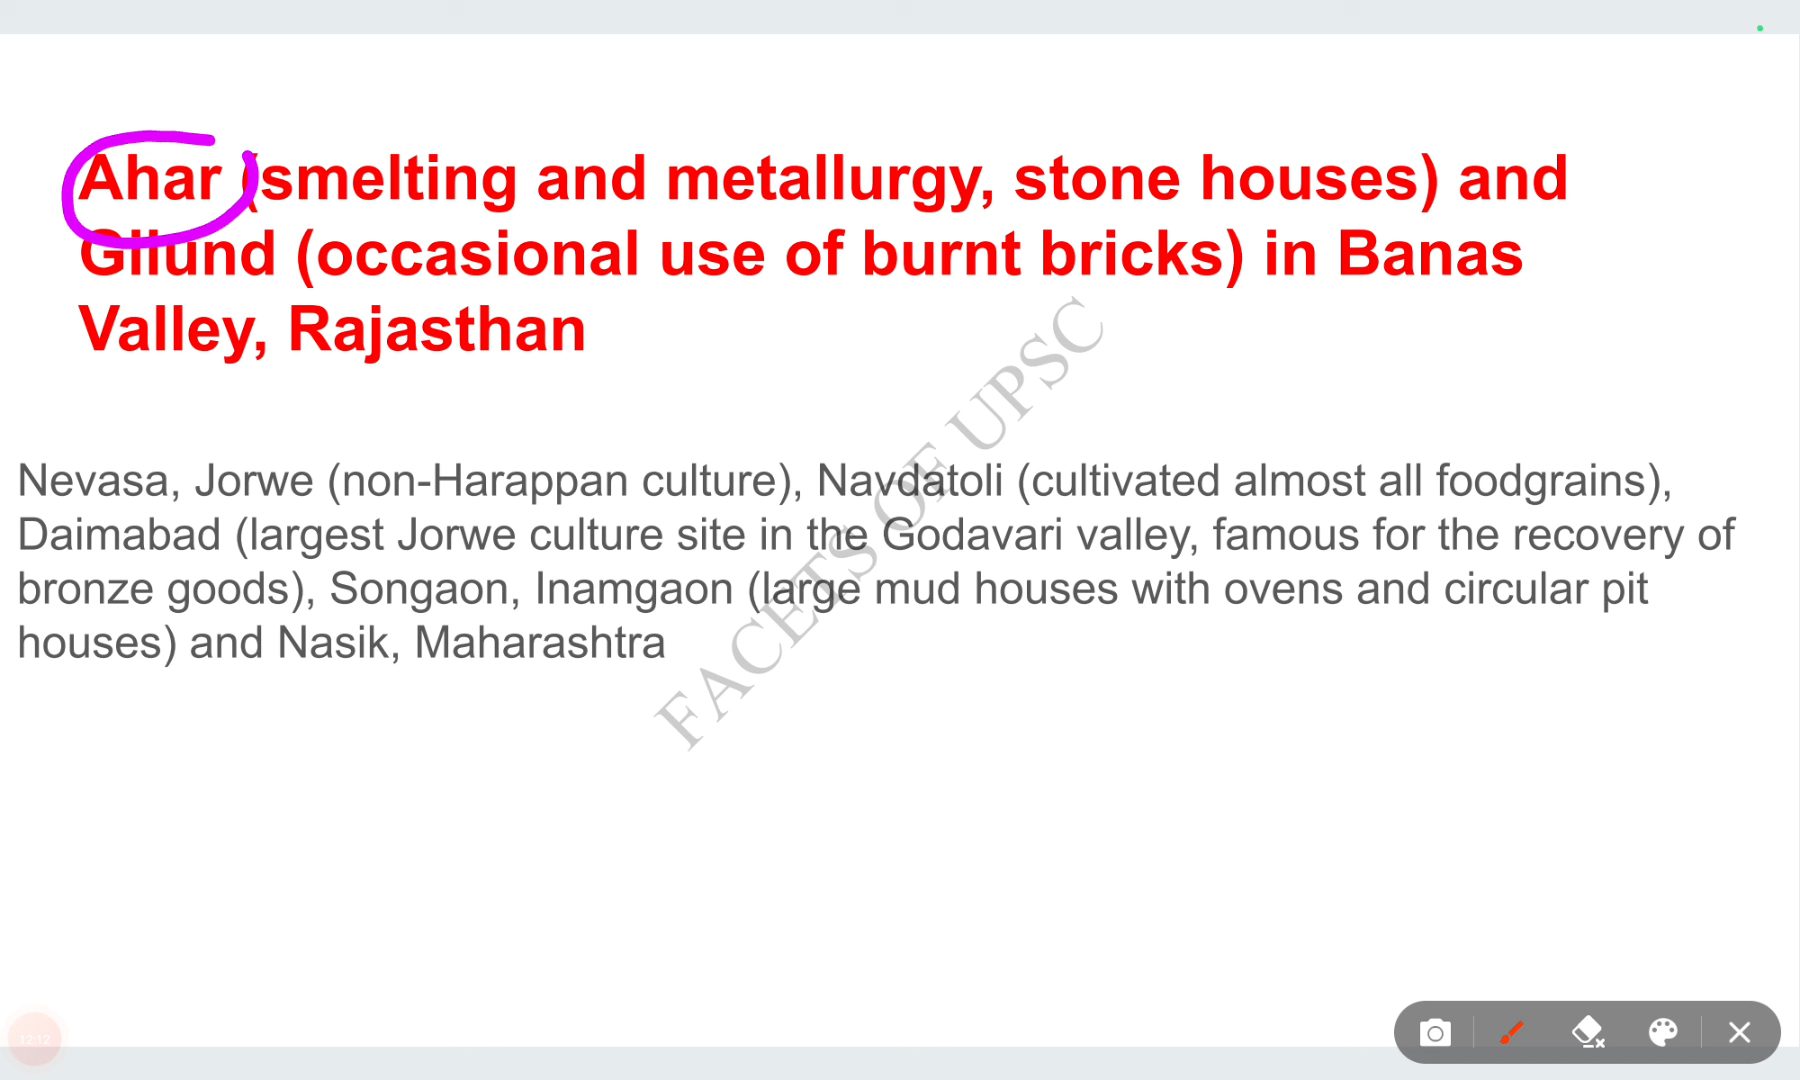 Ahar (smelting and metallurgy, stone houses) and
Gilund (occasional use of burnt bricks) in Banas
Valley, Rajasthan
Nevasa, Jorwe (non-Harappan culture), Navdatoli (cultivated almost all foodgrains),
Daimabad (largest Jorwe culture site in the Godavari valley, famous for the recovery of
bronze goods), Songaon, Inamgaon (large mud houses with ovens and circular pit
houses) and Nasik, Maharashtra
FACETS OF UPSC
12:12